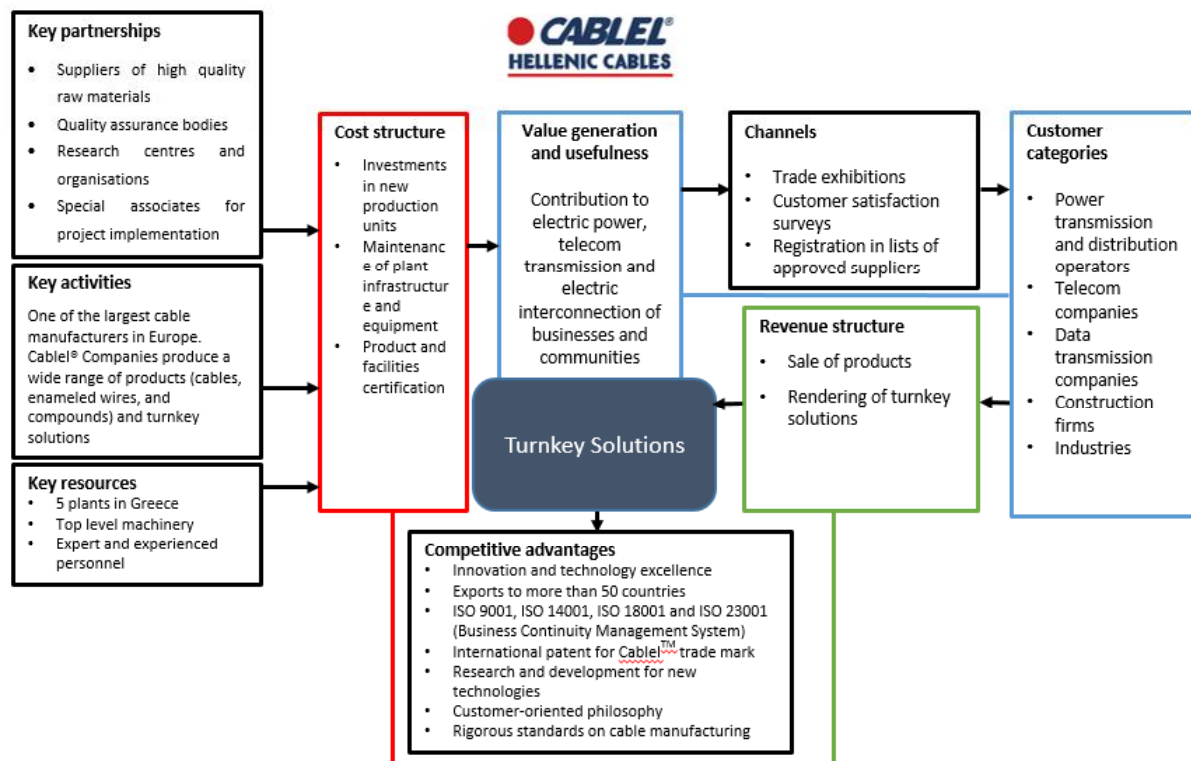 CABLEL®
HELLENIC CABLES
Key partnerships
• Suppliers of high quality
raw materials
• Quality assurance bodies
• Research centres and
organisations
• Special associates for
project implementation
Key activities
One of the largest cable
manufacturers in Europe.
Cablel® Companies produce a
wide range of products (cables,
enameled wires, and
compounds) and turnkey
solutions
Key resources
• 5 plants in Greece
• Top level machinery
• Expert and experienced
personnel
Cost structure
• Investments
in new
production
units
• Maintenanc
e of plant
infrastructur
e and
equipment
• Product and
facilities
certification
Value generation
and usefulness
Contribution to
electric power,
telecom
transmission and
electric
interconnection of
businesses and
communities
Turnkey Solutions
Channels
• Trade exhibitions
• Customer satisfaction
surveys
• Registration in lists of
approved suppliers
Revenue structure
• Sale of products
• Rendering of turnkey
solutions
Customer
categories
• Power
transmission
and distribution
operators
• Telecom
companies
• Data
transmission
companies
• Construction
firms
• Industries
Competitive advantages
• Innovation and technology excellence
• Exports to more than 50 countries
• ISO 9001, ISO 14001, ISO 18001 and ISO 23001
(Business Continuity Management System)
• International patent for Cablel™ trade mark
• Research and development for new
technologies
• Customer-oriented philosophy
• Rigorous standards on cable manufacturing